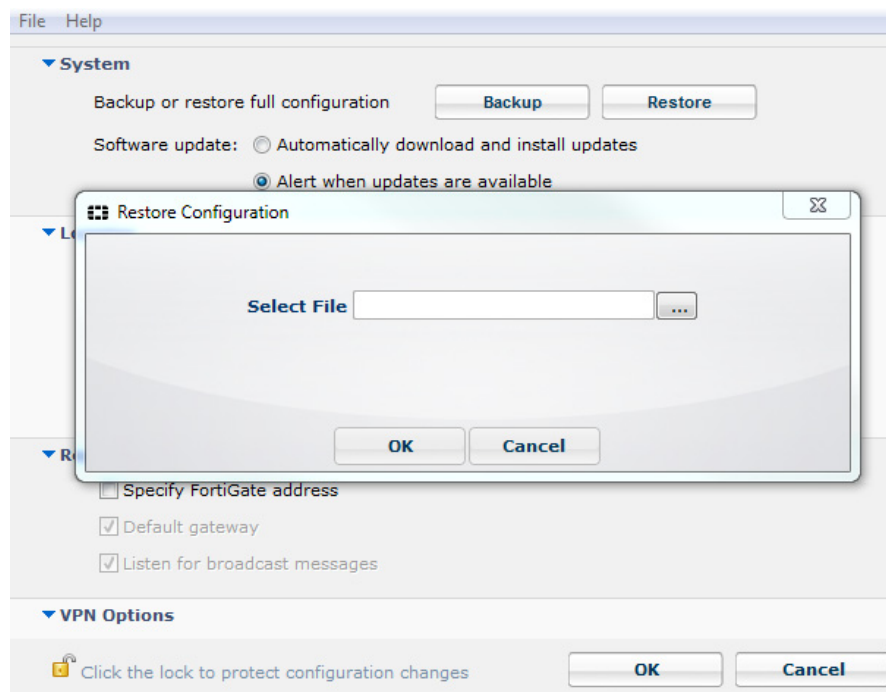 File Help
System
Backup or restore full configuration Backup Restore
Software update: Automatically download and install updates
Alert when updates are available
Restore Configuration
Select File ...
OK Cancel
Specify FortiGate address
Default gateway
Listen for broadcast messages
VPN Options
Click the lock to protect configuration changes OK Cancel